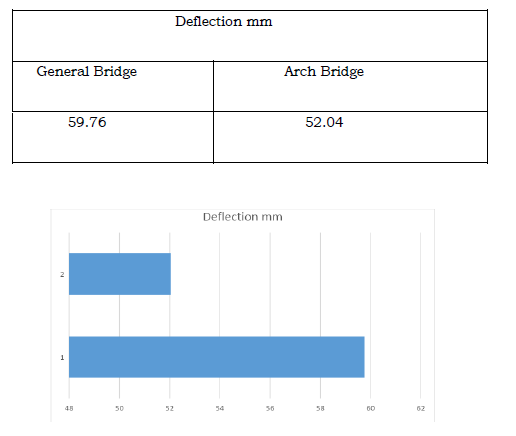 Deflection mm
General Bridge Arch Bridge
59.76 52.04
Deflection mm
2
1
48 50 52 54 56 58 60 62